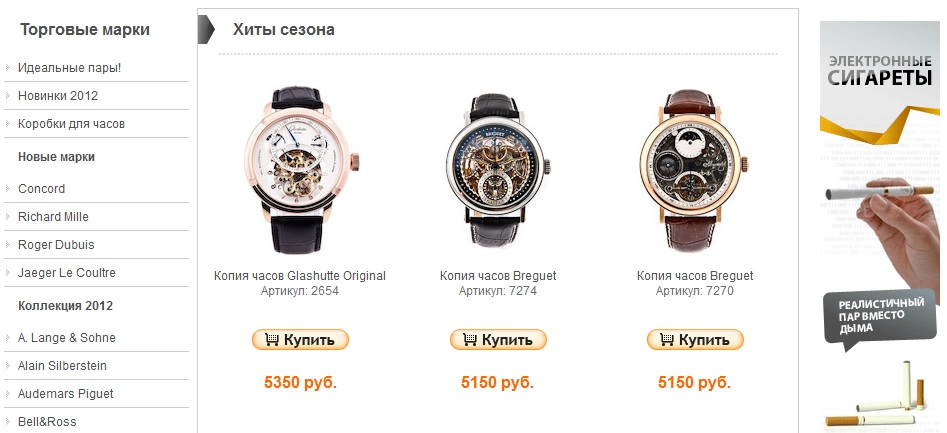 Торговые марки
Идеальные пары!
Новинки 2012
Коробки для часов
Новые марки
Concord
Richard Mille
Roger Dubuis
Jaeger Le Coultre
Коллекция 2012
A. Lange & Sohne
Alain Silberstein
Audemars Piguet
Bell&Ross
Хиты сезона
Копия часов Glashutte Original
Артикул: 2654
Купить
5350 руб.
Копия часов Breguet
Артикул: 7274
Купить
5150 руб.
Копия часов Breguet
Артикул: 7270
Купить
5150 руб.
ЭЛЕКТРОННЫЕ
СИГАРЕТЫ
РЕАЛИСТИЧНЫЙ
ПАР ВМЕСТО
ДЫМА